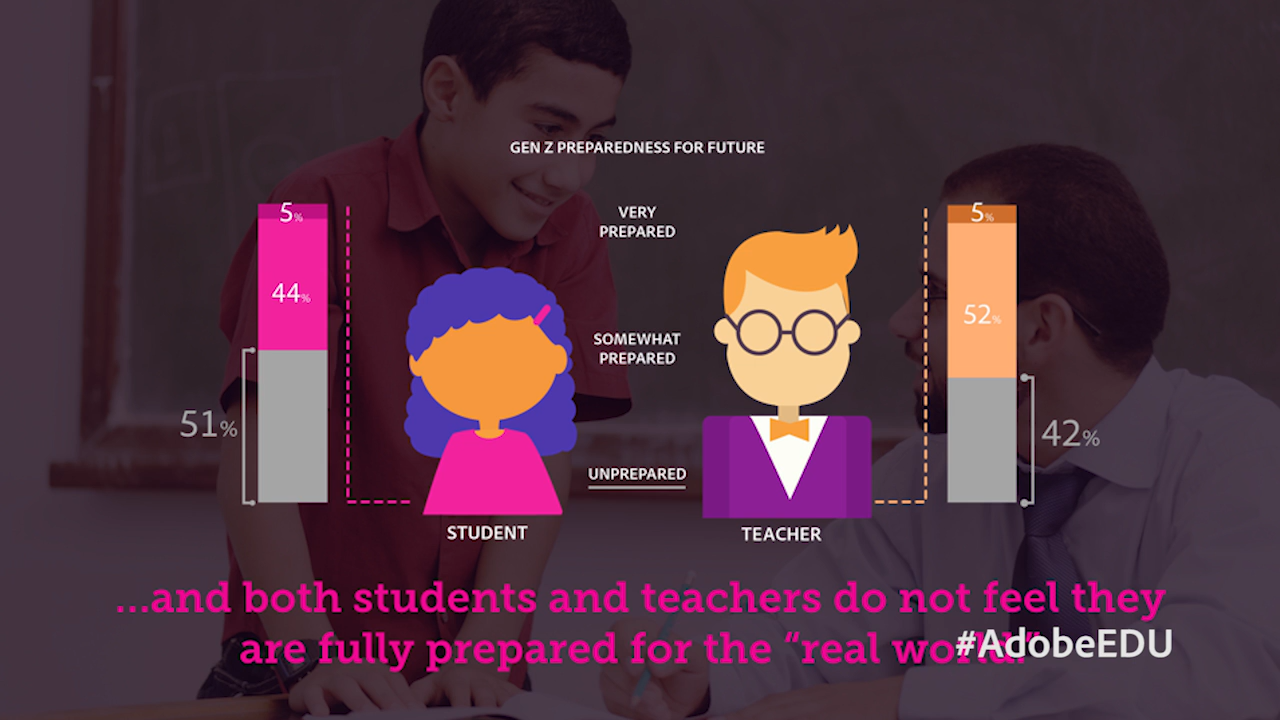 GEN Z PREPAREDNESS FOR FUTURE
5%
VERY
PREPARED
5%
44%
52%
SOMEWHAT
PREPARED
51%
42%
UNPREPARED
STUDENT
TEACHER
...and both students and teachers do not feel they
are fully prepared for the “real world.”
#AdobeEDU